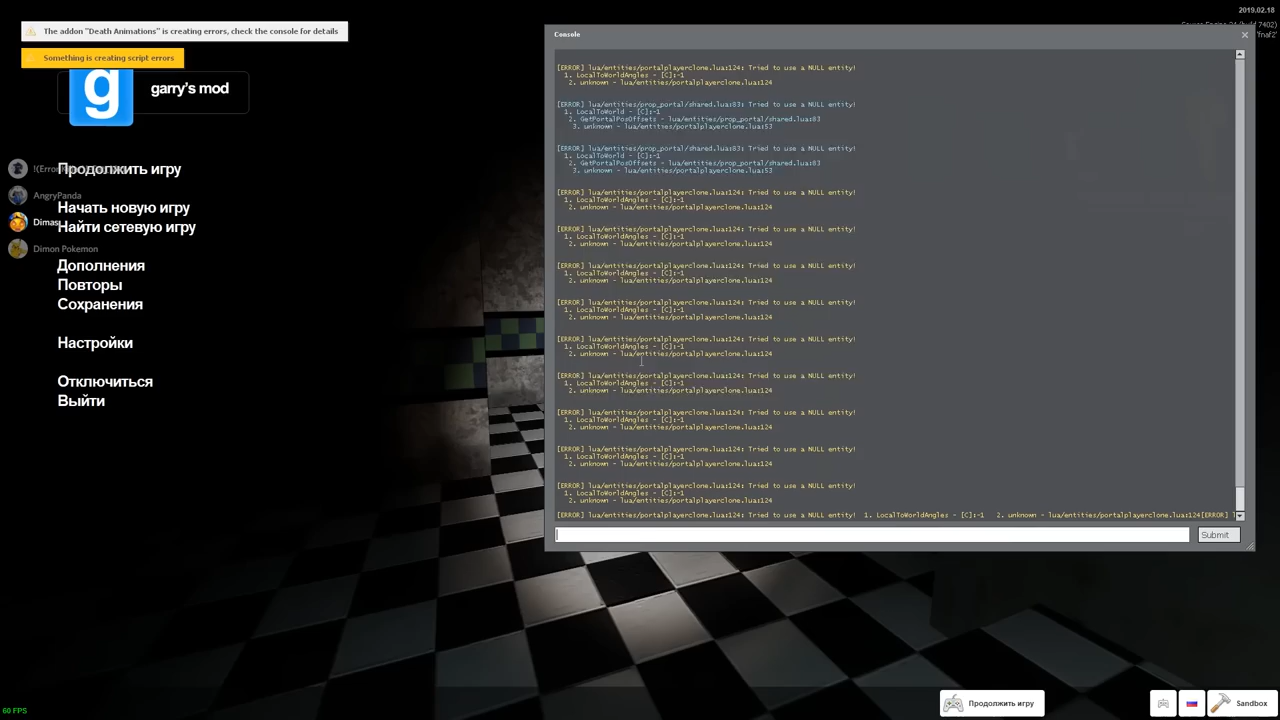 2019.02.18
The addon "Death Animations" is creating errors, check the console for details
Something is creating script errors
garry's mod
Продолжить игру
AngryPanda
Начать новую игру
Dimas
Найти сетевую игру
Dimon Pokemon
Дополнения
Повторы
Сохранения
Настройки
Отключиться
Выйти
Console
[ERROR] lua/entities/portalplayerclone.lua:124: Tried to use a NULL entity!
1. LocalToWorldAngles - [C]:-1
2. unknown - lua/entities/portalplayerclone.lua:124
[ERROR] lua/entities/prop_portal/shared.lua:83: Tried to use a NULL entity!
1. LocalToWorld - [C]:-1
2. GetPortalPosOffsets - lua/entities/prop_portal/shared.lua:83
3. unknown - lua/entities/portalplayerclone.lua:53
[ERROR] lua/entities/prop_portal/shared.lua:83: Tried to use a NULL entity!
1. LocalToWorld - [C]:-1
2. GetPortalPosOffsets - lua/entities/prop_portal/shared.lua:83
3. unknown - lua/entities/portalplayerclone.lua:53
[ERROR] lua/entities/portalplayerclone.lua:124: Tried to use a NULL entity!
1. LocalToWorldAngles - [C]:-1
2. unknown - lua/entities/portalplayerclone.lua:124
[ERROR] lua/entities/portalplayerclone.lua:124: Tried to use a NULL entity!
1. LocalToWorldAngles - [C]:-1
2. unknown - lua/entities/portalplayerclone.lua:124
[ERROR] lua/entities/portalplayerclone.lua:124: Tried to use a NULL entity!
1. LocalToWorldAngles - [C]:-1
2. unknown - lua/entities/portalplayerclone.lua:124
[ERROR] lua/entities/portalplayerclone.lua:124: Tried to use a NULL entity!
1. LocalToWorldAngles - [C]:-1
2. unknown - lua/entities/portalplayerclone.lua:124
[ERROR] lua/entities/portalplayerclone.lua:124: Tried to use a NULL entity!
1. LocalToWorldAngles - [C]:-1
2. unknown - lua/entities/portalplayerclone.lua:124
[ERROR] lua/entities/portalplayerclone.lua:124: Tried to use a NULL entity!
1. LocalToWorldAngles - [C]:-1
2. unknown - lua/entities/portalplayerclone.lua:124
[ERROR] lua/entities/portalplayerclone.lua:124: Tried to use a NULL entity!
1. LocalToWorldAngles - [C]:-1
2. unknown - lua/entities/portalplayerclone.lua:124
[ERROR] lua/entities/portalplayerclone.lua:124: Tried to use a NULL entity!
1. LocalToWorldAngles - [C]:-1
2. unknown - lua/entities/portalplayerclone.lua:124
[ERROR] lua/entities/portalplayerclone.lua:124: Tried to use a NULL entity!
1. LocalToWorldAngles - [C]:-1
2. unknown - lua/entities/portalplayerclone.lua:124
[ERROR] lua/entities/portalplayerclone.lua:124: Tried to use a NULL entity! 1. LocalToWorldAngles - [C]:-1 2. unknown - lua/entities/portalplayerclone.lua:124[ERROR]
Submit
60 FPS
Продолжить игру
Sandbox